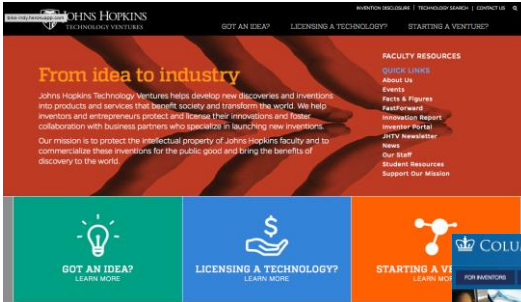 INVENTION DISCLOSURE | TECHNOLOGY SEARCH | CONTACT US
JOHNS HOPKINS
TECHNOLOGY VENTURES
GOT AN IDEA? LICENSING A TECHNOLOGY? STARTING A VENTURE?
From idea to industry
Johns Hopkins Technology Ventures helps develop new discoveries and inventions
into products and services that benefit society and transform the world. We help
inventors and entrepreneurs protect and license their innovations and foster
collaboration with business partners who specialize in launching new inventions.
Our mission is to protect the intellectual property of Johns Hopkins faculty and to
commercialize these inventions for the public good and bring the benefits of
discovery to the world.
FACULTY RESOURCES
QUICK LINKS
About Us
Events
Facts & Figures
FastForward
Innovation Report
Inventor Portal
JHTV Newsletter
News
Our Staff
Student Resources
Support Our Mission
GOT AN IDEA?
LEARN MORE
$
LICENSING A TECHNOLOGY?
LEARN MORE
STARTING A VE
LEARN MOR
COLU
FOR INVENTORS